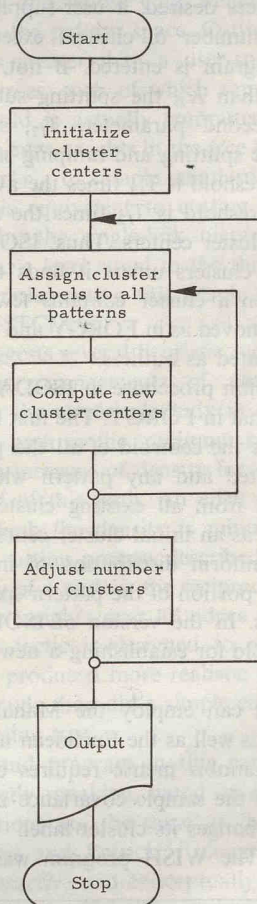 Start
Initialize
cluster
centers
Assign cluster
labels to all
patterns
Compute new
cluster centers
Adjust number
of clusters
Output
Stop